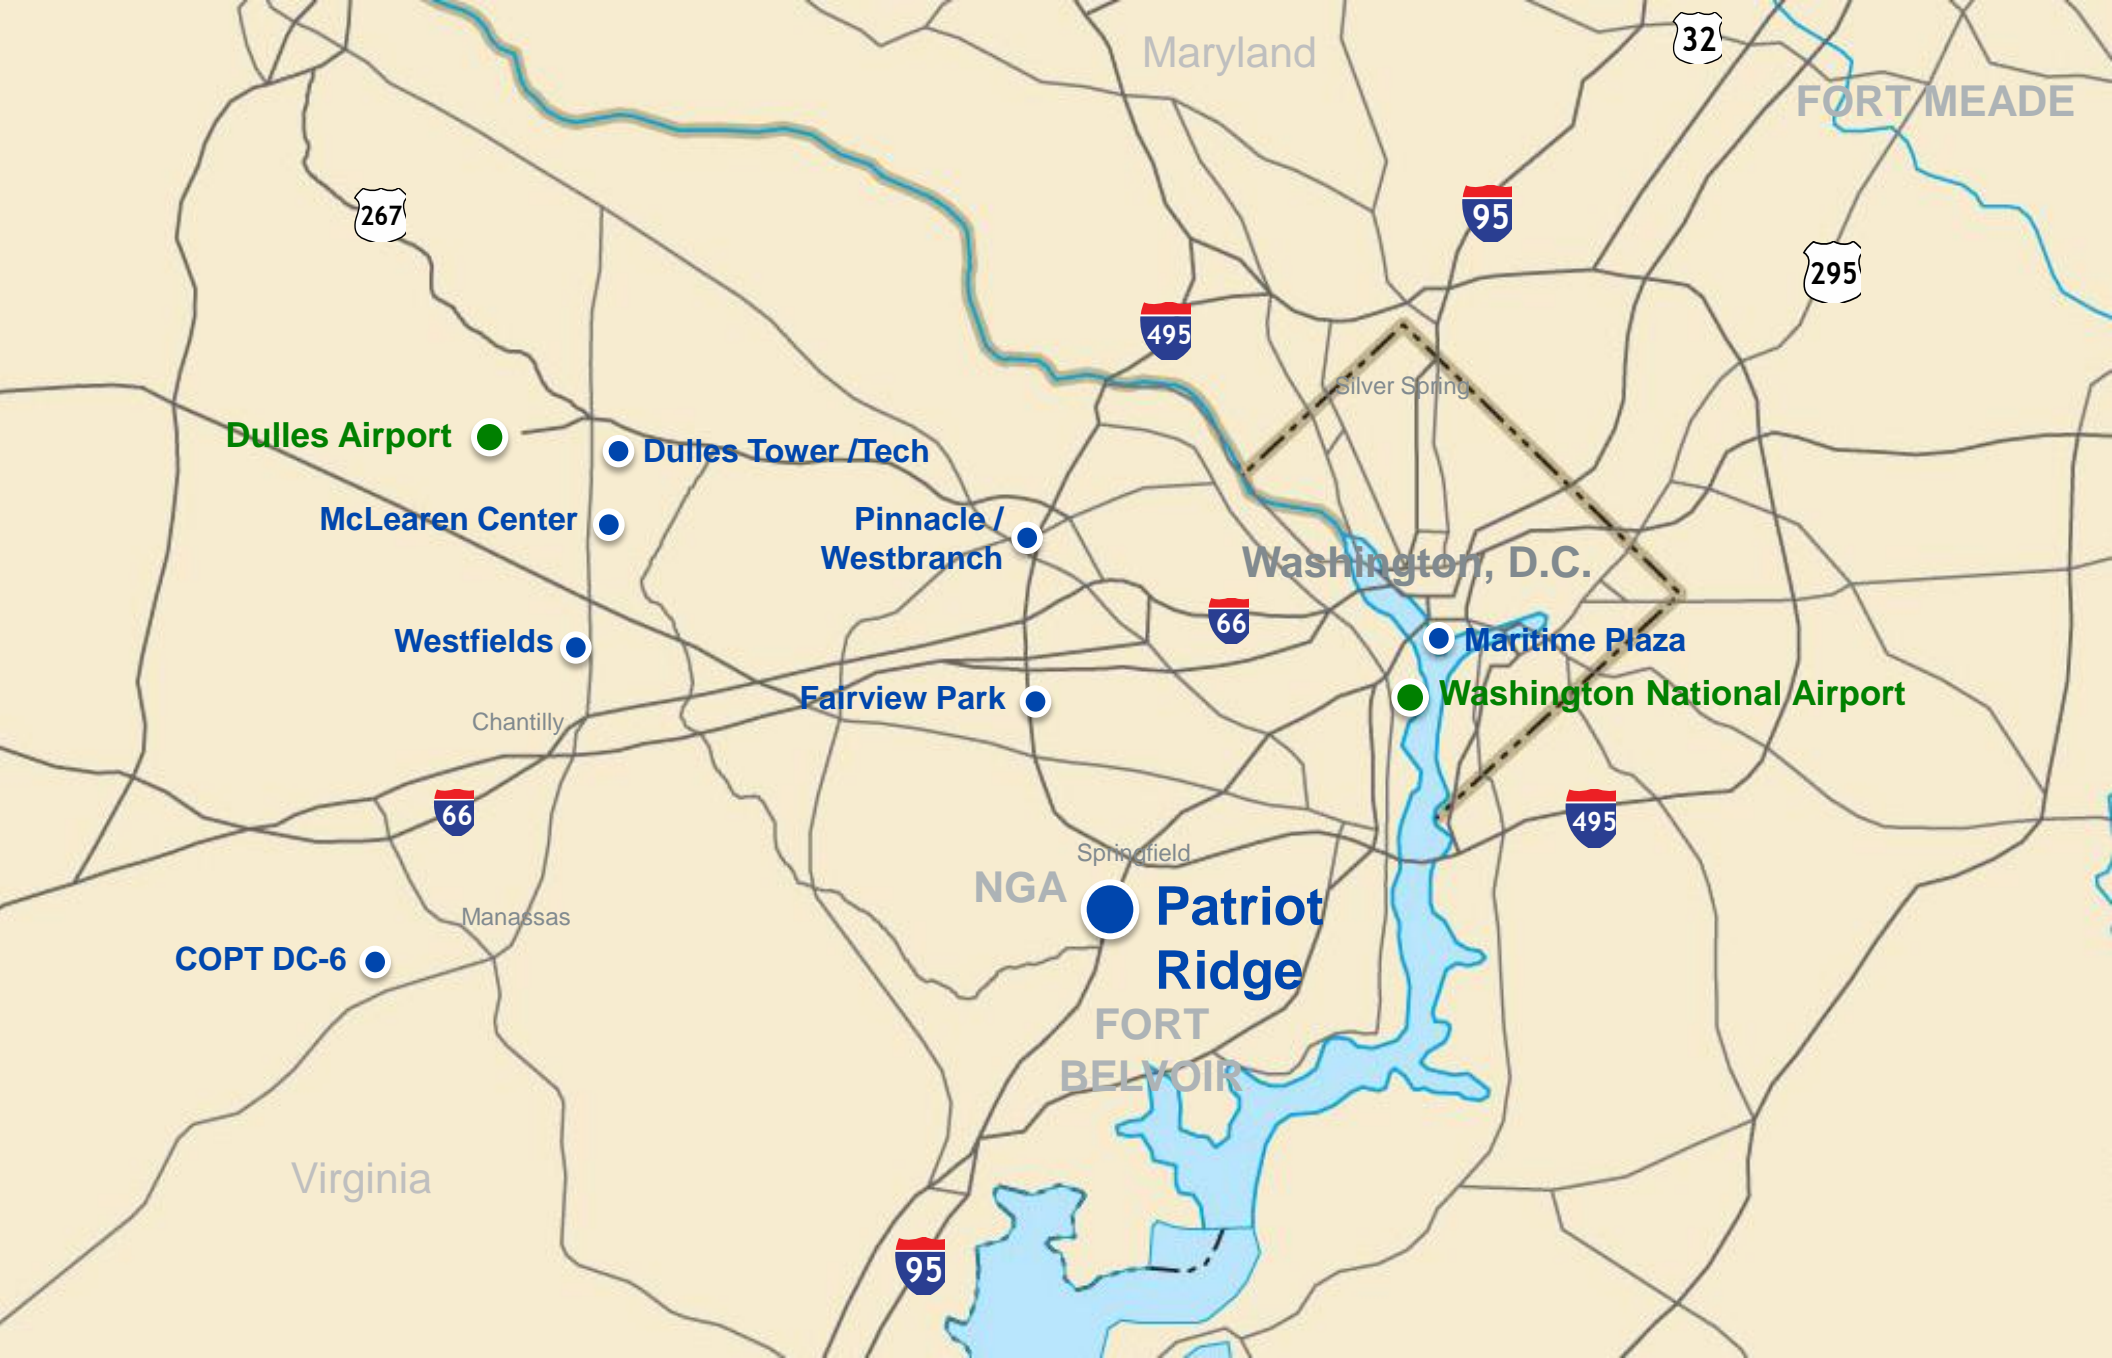 Maryland
32
FORT MEADE
267
95
295
495
Silver Spring
Dulles Airport
Dulles Tower /Tech
McLearen Center
Pinnacle /
Westbranch
Washington, D.C.
66
Westfields
Maritime Plaza
Fairview Park
Washington National Airport
Chantilly
66
495
Springfield
NGA
Patriot
Ridge
Manassas
COPT DC-6
FORT
BELVOIR
Virginia
95